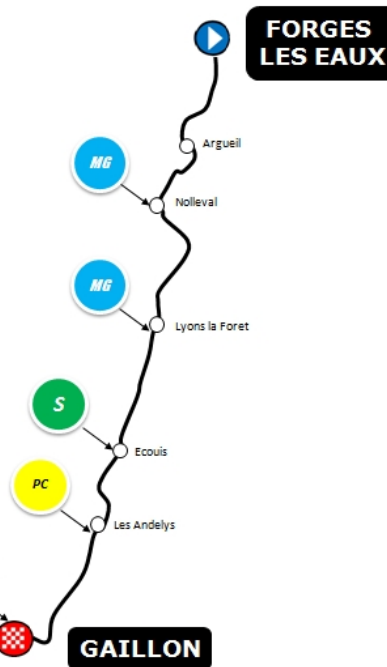 FORGES
LES EAUX
Argueil
MG
Nolleval
MG
Lyons la Foret
S
Ecouis
PC
Les Andelys
GAILLON